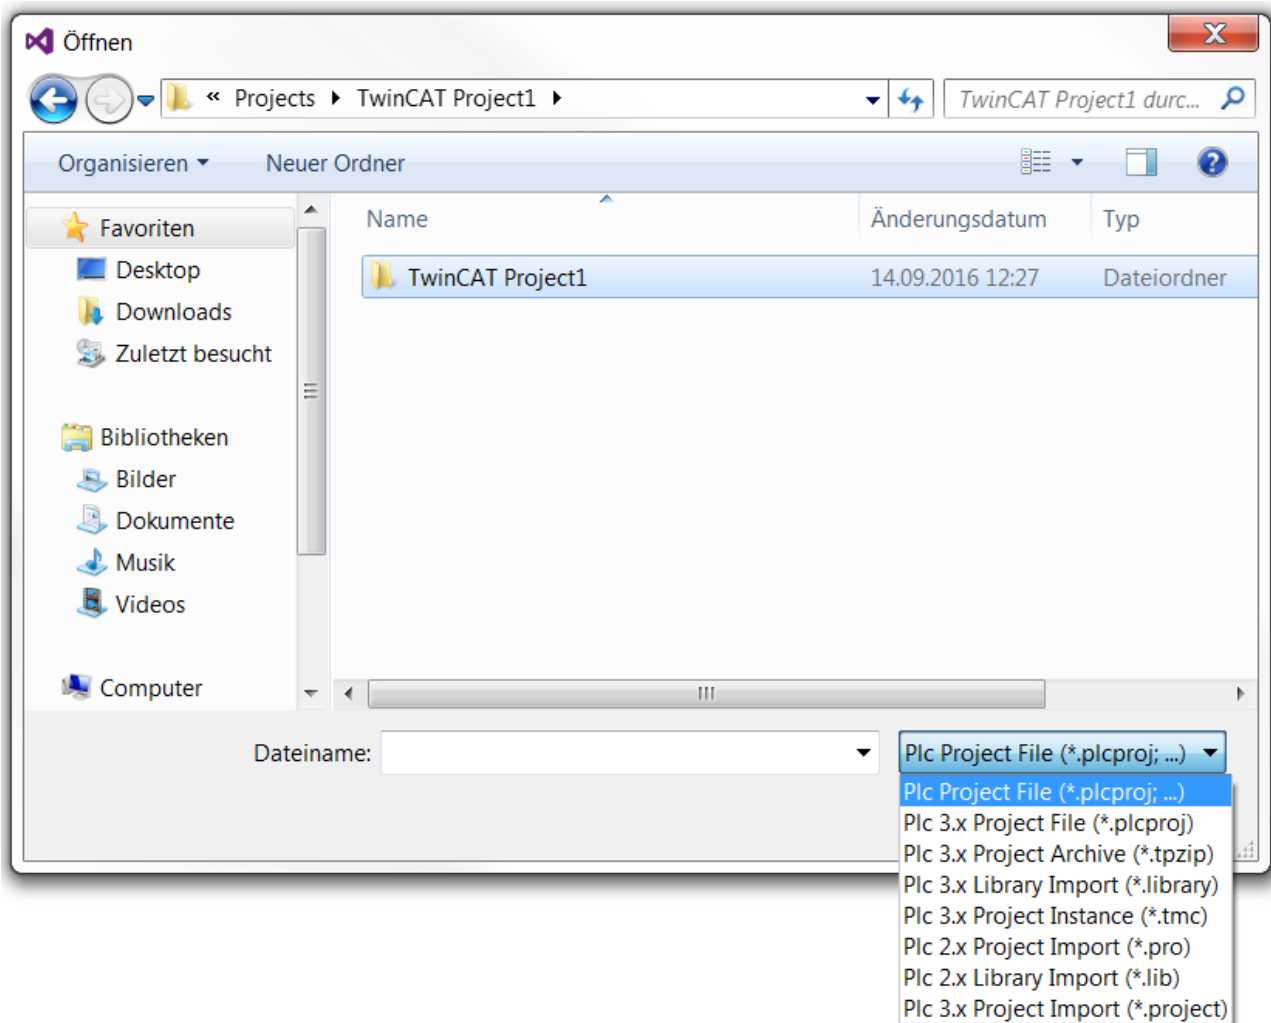 Öffnen
« Projects TwinCAT Project1
TwinCAT Project1 durc...
Organisieren Neuer Ordner
Name Änderungsdatum Typ
Favoriten
Desktop
Downloads
Zuletzt besucht
Bibliotheken
Bilder
Dokumente
Musik
Videos
Computer
TwinCAT Project1 14.09.2016 12:27 Dateiordner
Dateiname:
Plc Project File (*.plcproj; ...)
Plc Project File (*.plcproj; ...)
Plc 3.x Project File (*.plcproj)
Plc 3.x Project Archive (*.tpzip)
Plc 3.x Library Import (*.library)
Plc 3.x Project Instance (*.tmc)
Plc 2.x Project Import (*.pro)
Plc 2.x Library Import (*.lib)
Plc 3.x Project Import (*.project)